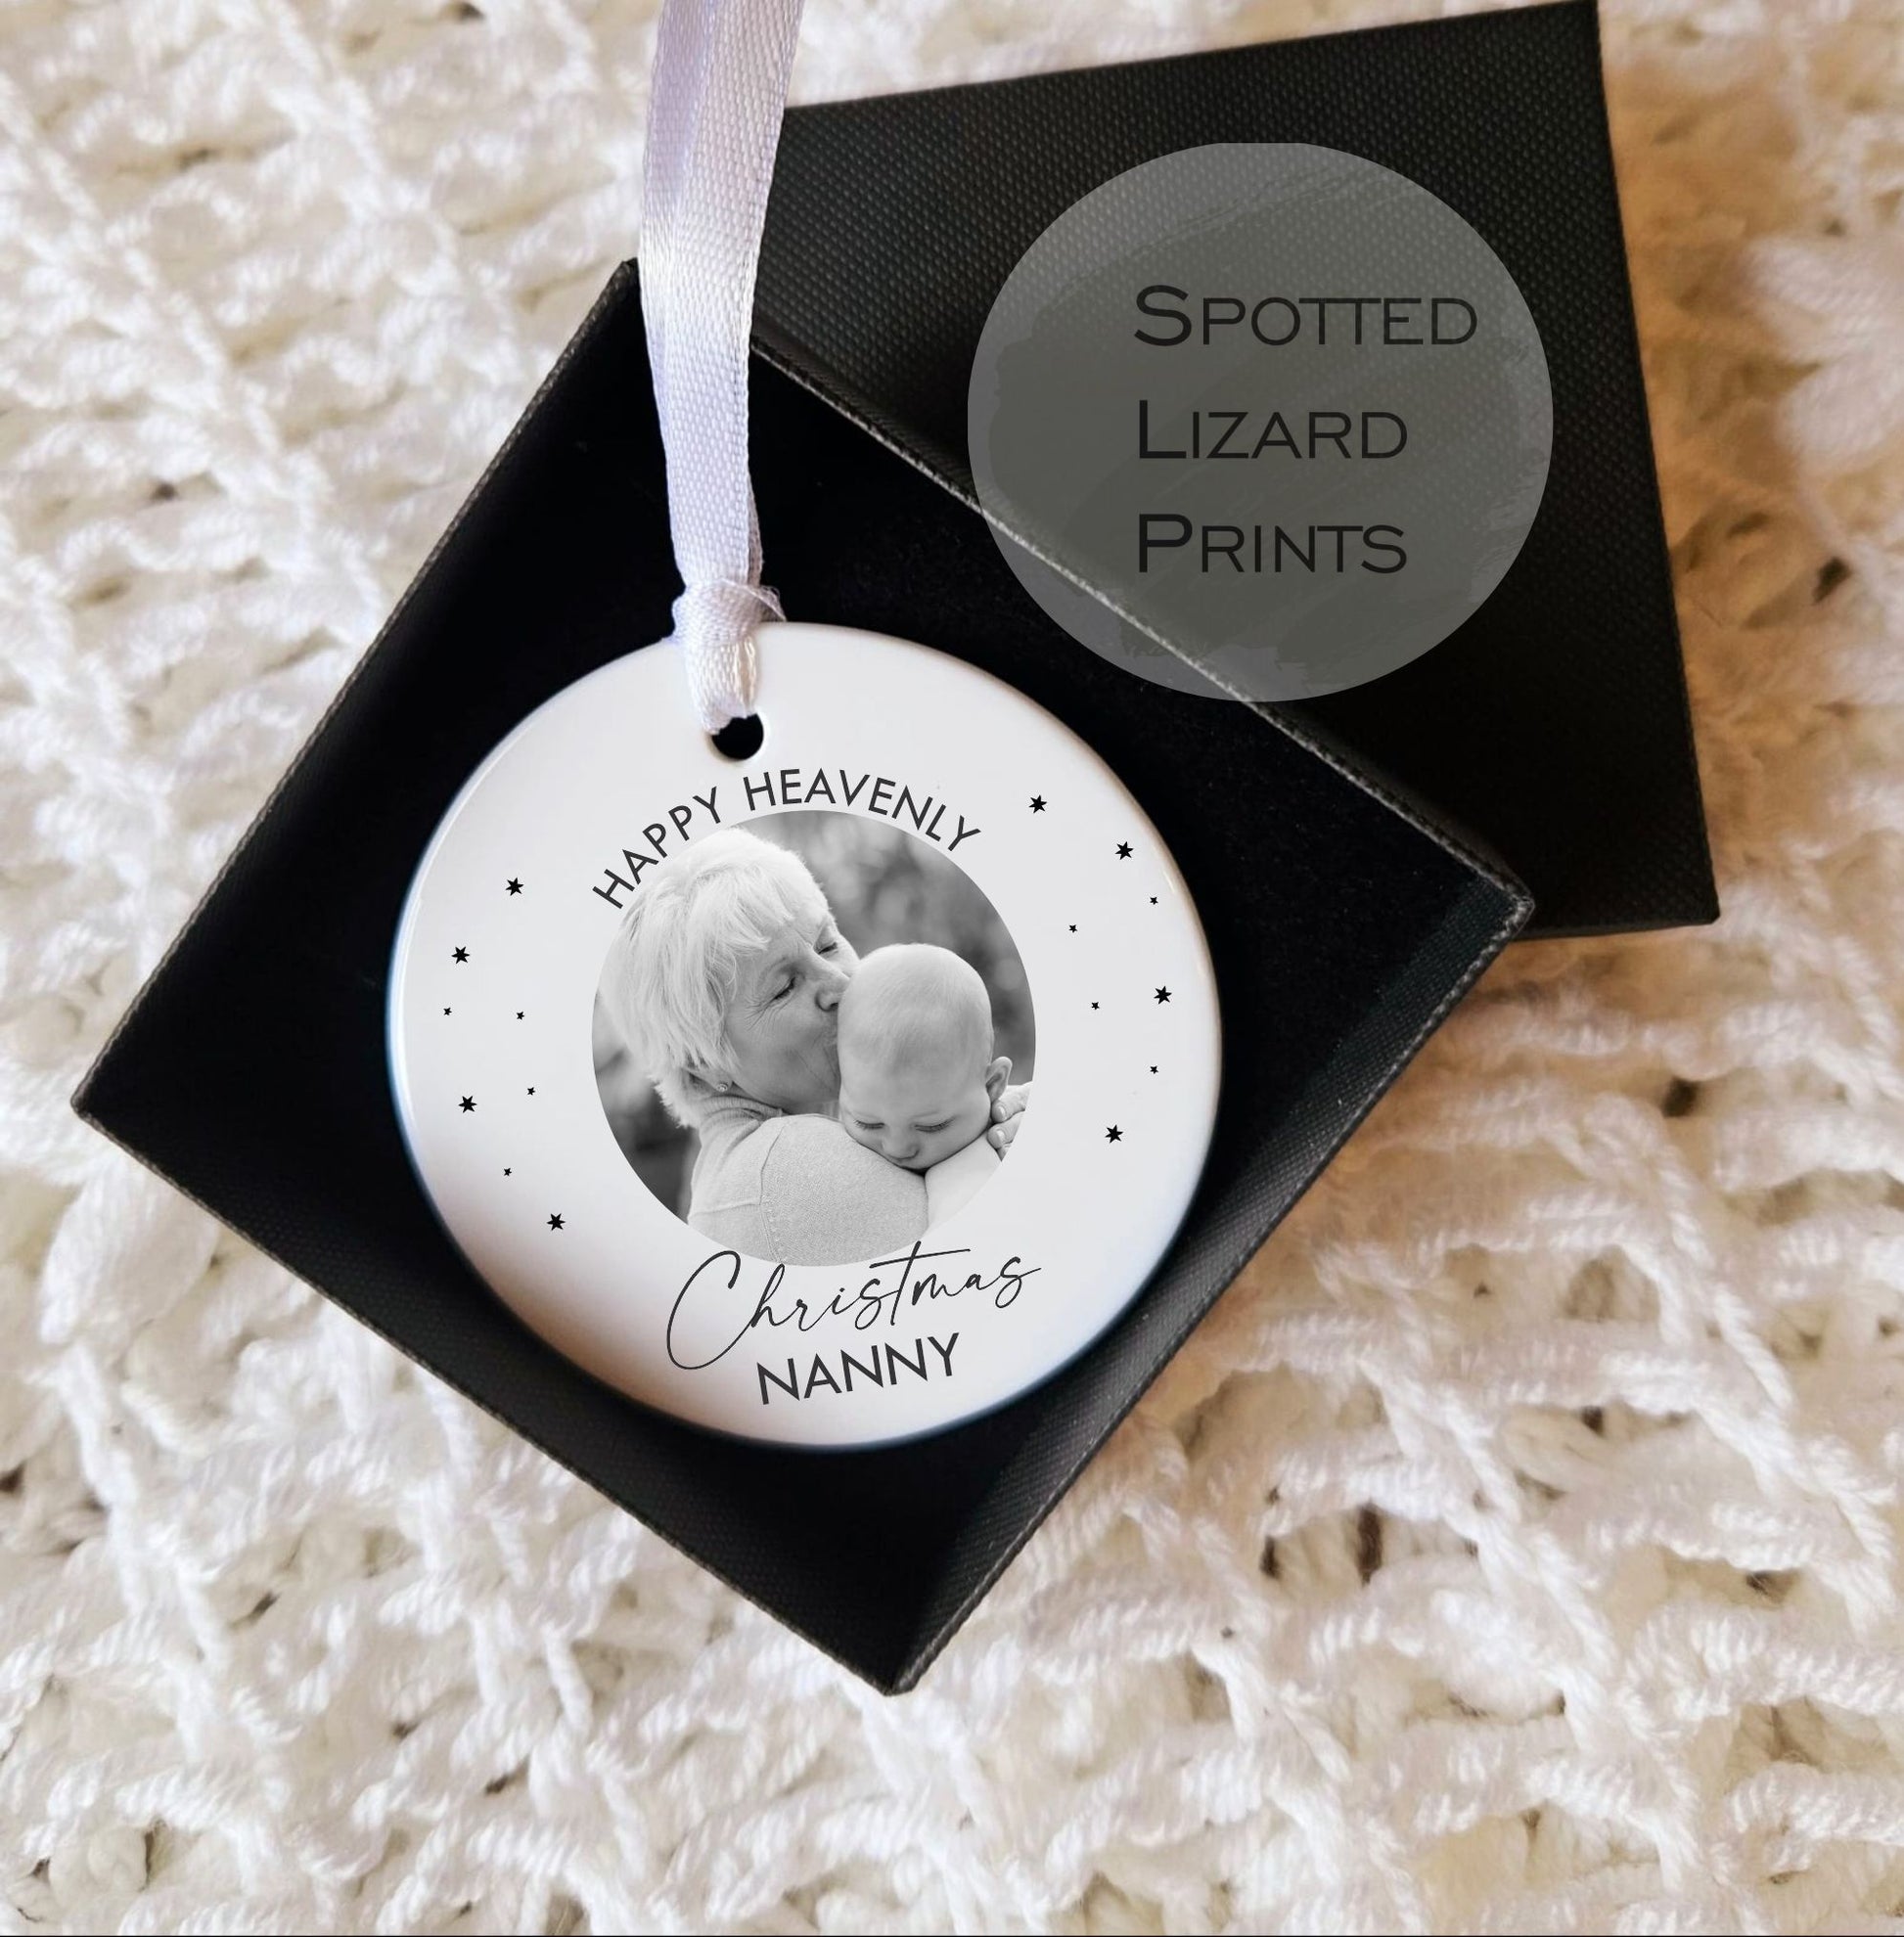 SPOTTED
LIZARD
PRINTS
HAPPY HEAVENLY
Christmas
NANNY